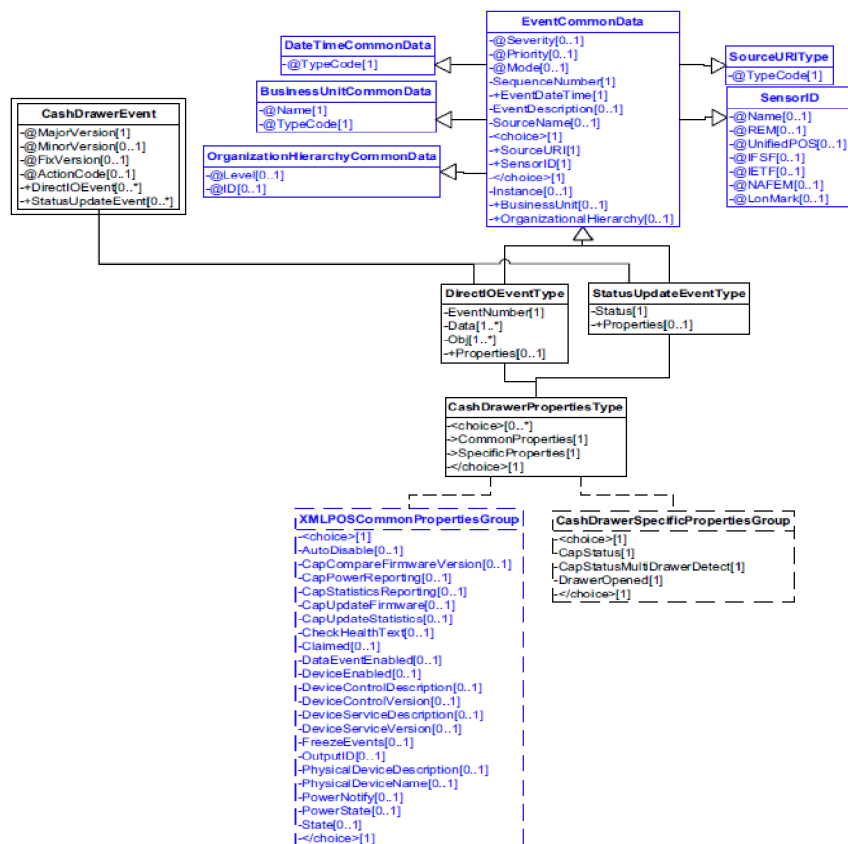 EventCommonData
-@Severity[0..1]
-@Priority[0..1]
-@Mode[0..1]
-SequenceNumber[1]
-+EventDateTime[1]
-EventDescription[0..1]
-SourceName[0..1]
-<choice>[1]
-+SourceURI[1]
-+SensorID[1]
-</choice>[1]
-Instance[0..1]
-+BusinessUnit[0..1]
-+OrganizationalHierarchy[0..1]
DateTimeCommonData
-@TypeCode[1]
BusinessUnitCommonData
-@Name[1]
-@TypeCode[1]
OrganizationHierarchyCommonData
-@Level[0..1]
-@ID[0..1]
SourceURIType
-@TypeCode[1]
SensorID
-@Name[0..1]
-@REM[0..1]
-@UnifiedPOS[0..1]
-@IFSF[0..1]
-@IETF[0..1]
-@NAFEM[0..1]
-@LonMark[0..1]
CashDrawerEvent
-@MajorVersion[1]
-@MinorVersion[0..1]
-@FixVersion[0..1]
-@ActionCode[0..1]
-+DirectIOEvent[0..*]
-+StatusUpdateEvent[0..*]
DirectIOEventType
-EventNumber[1]
-Data[1..*]
-Obj[1..*]
-+Properties[0..1]
StatusUpdateEventType
-Status[1]
-+Properties[0..1]
CashDrawerPropertiesType
-<choice>[0..*]
->CommonProperties[1]
->SpecificProperties[1]
-</choice>[1]
XMLPOSCommonPropertiesGroup
-<choice>[1]
-AutoDisable[0..1]
-CapCompareFirmwareVersion[0..1]
-CapPowerReporting[0..1]
-CapStatisticsReporting[0..1]
-CapUpdateFirmware[0..1]
-CapUpdateStatistics[0..1]
-CheckHealthText[0..1]
-Claimed[0..1]
-DataEventEnabled[0..1]
-DeviceEnabled[0..1]
-DeviceControlDescription[0..1]
-DeviceControlVersion[0..1]
-DeviceServiceDescription[0..1]
-DeviceServiceVersion[0..1]
-FreezeEvents[0..1]
-OutputID[0..1]
-PhysicalDeviceDescription[0..1]
-PhysicalDeviceName[0..1]
-PowerNotify[0..1]
-PowerState[0..1]
-State[0..1]
-</choice>[1]
CashDrawerSpecificPropertiesGroup
-<choice>[1]
-CapStatus[1]
-CapStatusMultiDrawerDetect[1]
-DrawerOpened[1]
-</choice>[1]